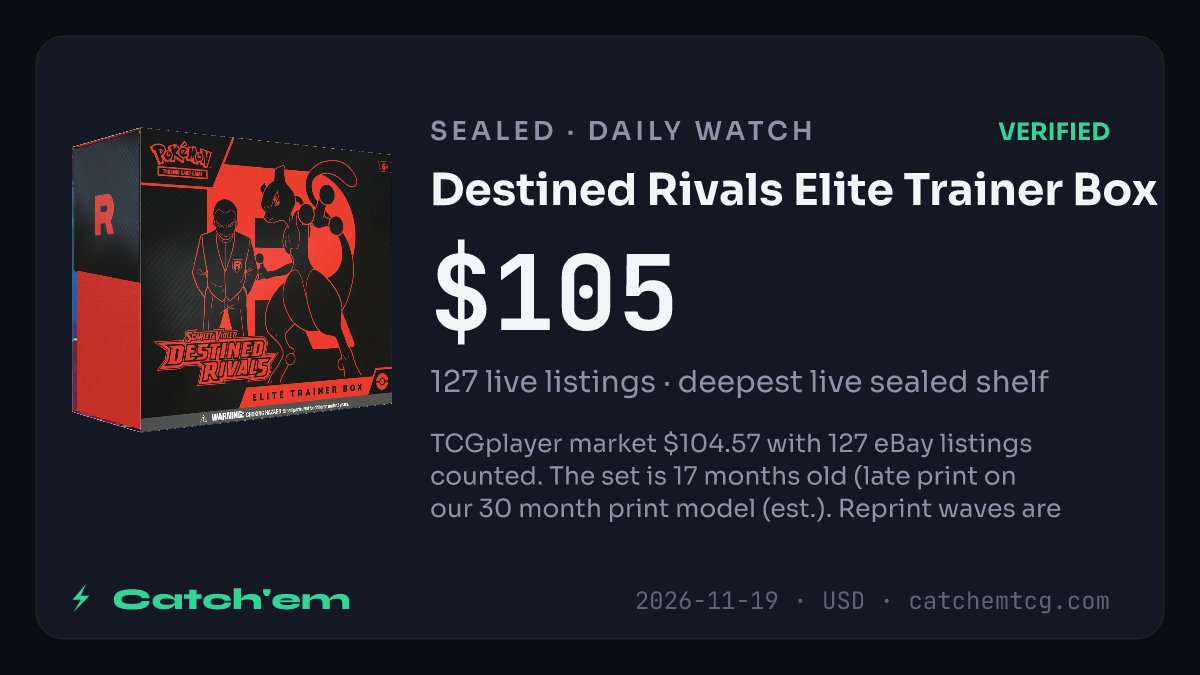 SEALED · DAILY WATCH
VERIFIED
Destined Rivals Elite Trainer Box
$105
127 live listings · deepest live sealed shelf
TCGplayer market $104.57 with 127 eBay listings
counted. The set is 17 months old (late print on
our 30 month print model (est.). Reprint waves are
Pokémon
TRADING CARD GAME
6+
R
R
SCARLET & VIOLET
DESTINED
RIVALS
ELITE TRAINER BOX
WARNING: CHOKING HAZARD
Catch'em
2026-11-19 · USD · catchemtcg.com